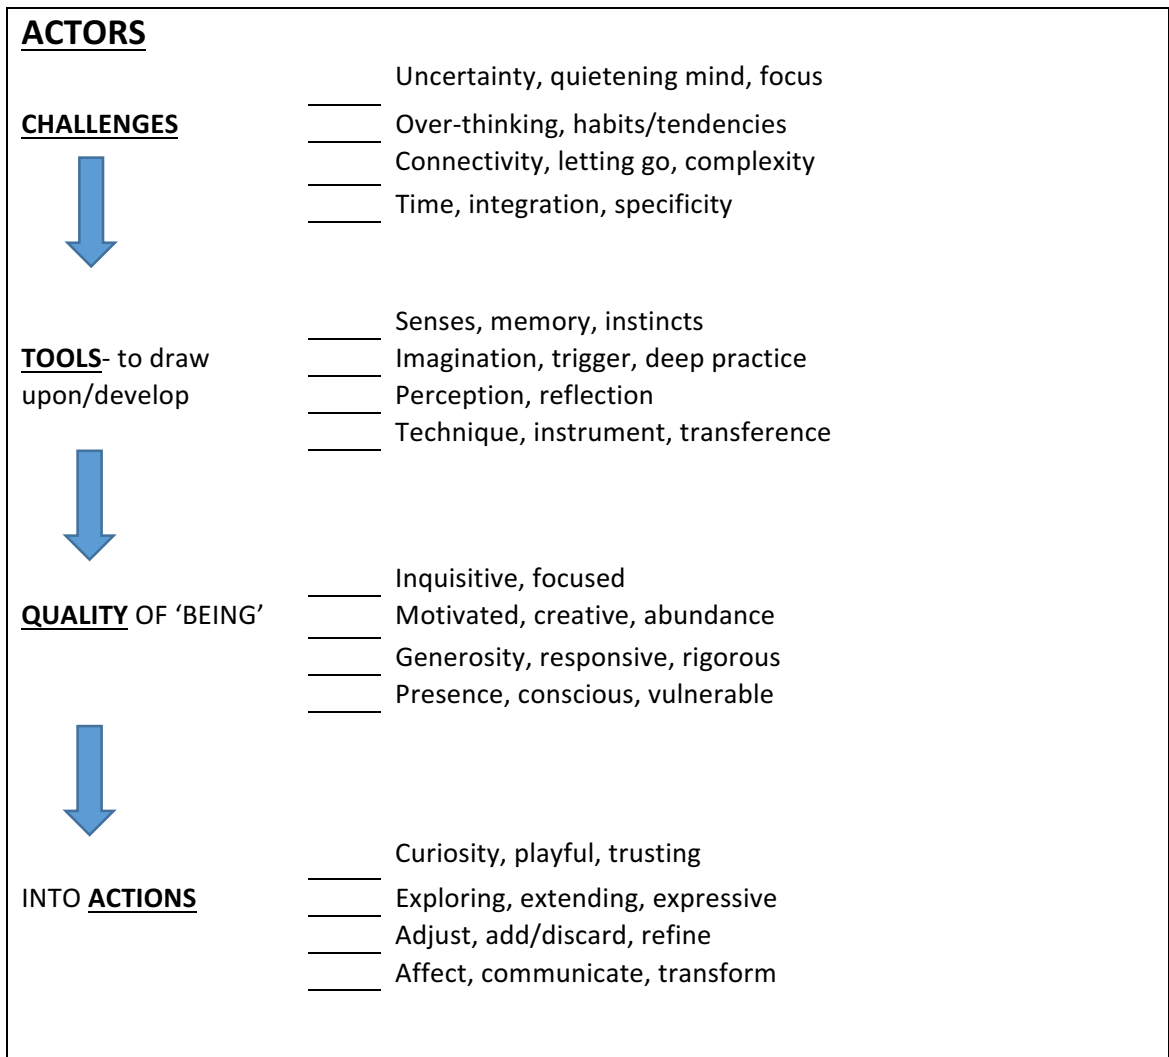 ACTORS
Uncertainty, quietening mind, focus
CHALLENGES
Over-thinking, habits/tendencies
Connectivity, letting go, complexity
Time, integration, specificity
Senses, memory, instincts
TOOLS- to draw
upon/develop
Imagination, trigger, deep practice
Perception, reflection
Technique, instrument, transference
Inquisitive, focused
QUALITY OF ‘BEING’
Motivated, creative, abundance
Generosity, responsive, rigorous
Presence, conscious, vulnerable
Curiosity, playful, trusting
INTO ACTIONS
Exploring, extending, expressive
Adjust, add/discard, refine
Affect, communicate, transform